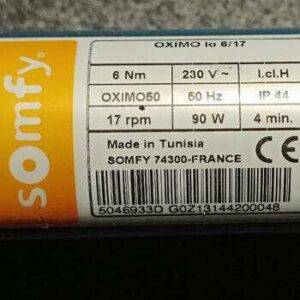 somfy.
OXIMO Io 6/17
6 Nm 230 V ~ I.cl.H
OXIMO50 50 Hz IP 44
17 rpm 90 W 4 min.
Made in Tunisia
SOMFY 74300-FRANCE
CE
5046933D G0Z13144200048